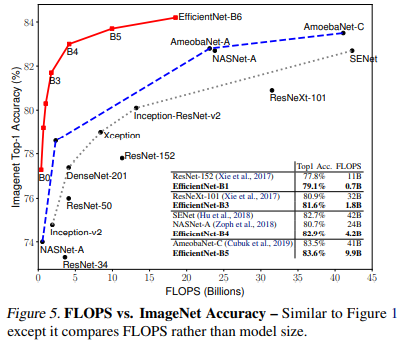 84
82
80
78
76
74
Imagenet Top-1 Accuracy (%)
EfficientNet-B6
AmoebaNet-C
AmoebaNet-A
NASNet-A
SENet
B5
B4
B3
ResNeXt-101
Inception-ResNet-v2
Xception
ResNet-152
B0
DenseNet-201
ResNet-50
Inception-v2
NASNet-A
ResNet-34
Top1 Acc. FLOPS
ResNet-152 (Xie et al., 2017) 77.8% 11B
EfficientNet-B1 79.1% 0.7B
ResNeXt-101 (Xie et al., 2017) 80.9% 32B
EfficientNet-B3 81.6% 1.8B
SENet (Hu et al., 2018) 82.7% 42B
NASNet-A (Zoph et al., 2018) 80.7% 24B
EfficientNet-B4 82.9% 4.2B
AmoebaNet-C (Cubuk et al., 2019) 83.5% 41B
EfficientNet-B5 83.6% 9.9B
0 5 10 15 20 25 30 35 40 45
FLOPS (Billions)
Figure 5. FLOPS vs. ImageNet Accuracy – Similar to Figure 1
except it compares FLOPS rather than model size.